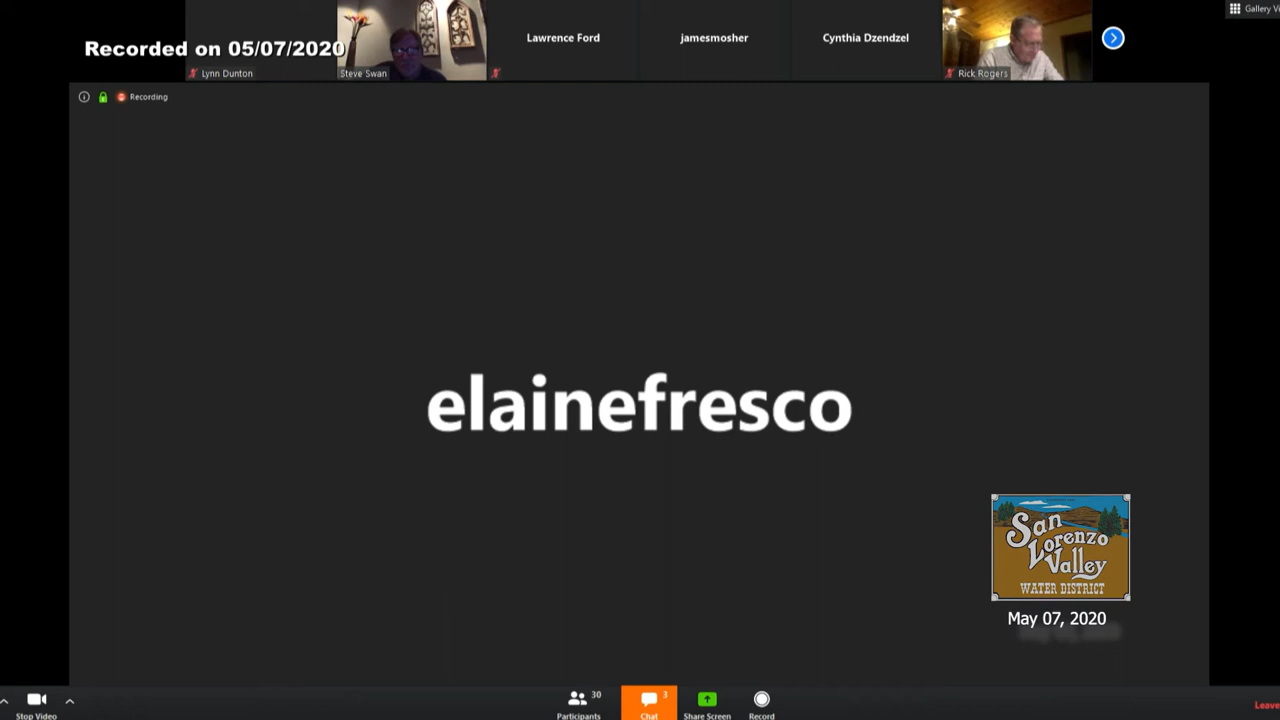 Recorded on 05/07/2020
Lynn Dunton
Steve Swan
Lawrence Ford
jamesmosher
Cynthia Dzendzel
Rick Rogers
Gallery Vi
Recording
elainefresco
San
Lorenzo
Valley
WATER DISTRICT
May 07, 2020
Stop Video
30
Participants
3
Chat
Share Screen
Record
Leave